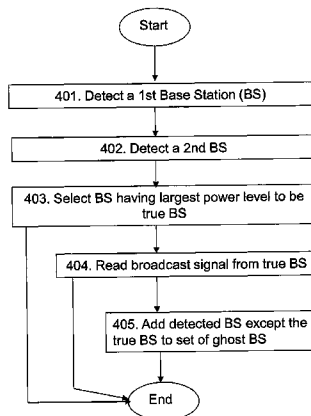 Start
401. Detect a 1st Base Station (BS)
402. Detect a 2nd BS
403. Select BS having largest power level to be
true BS
404. Read broadcast signal from true BS
405. Add detected BS except the
true BS to set of ghost BS
End